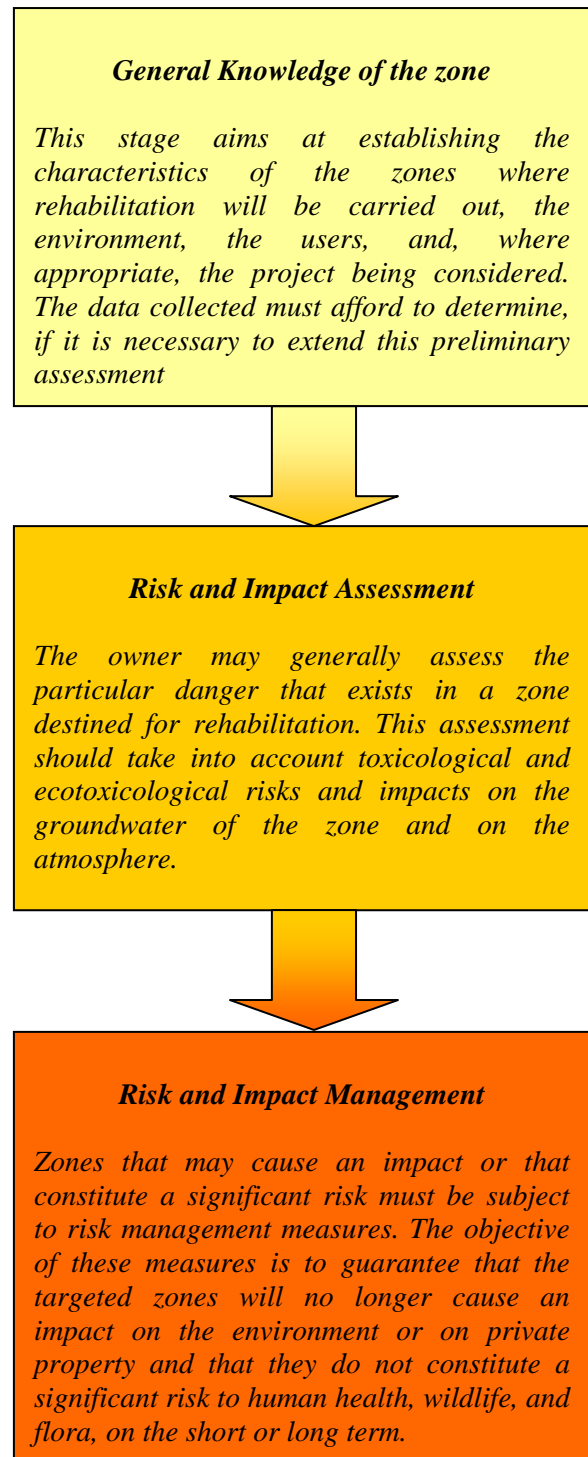 General Knowledge of the zone
This stage aims at establishing the
characteristics of the zones where
rehabilitation will be carried out, the
environment, the users, and, where
appropriate, the project being considered.
The data collected must afford to determine,
if it is necessary to extend this preliminary
assessment
Risk and Impact Assessment
The owner may generally assess the
particular danger that exists in a zone
destined for rehabilitation. This assessment
should take into account toxicological and
ecotoxicological risks and impacts on the
groundwater of the zone and on the
atmosphere.
Risk and Impact Management
Zones that may cause an impact or that
constitute a significant risk must be subject
to risk management measures. The objective
of these measures is to guarantee that the
targeted zones will no longer cause an
impact on the environment or on private
property and that they do not constitute a
significant risk to human health, wildlife, and
flora, on the short or long term.